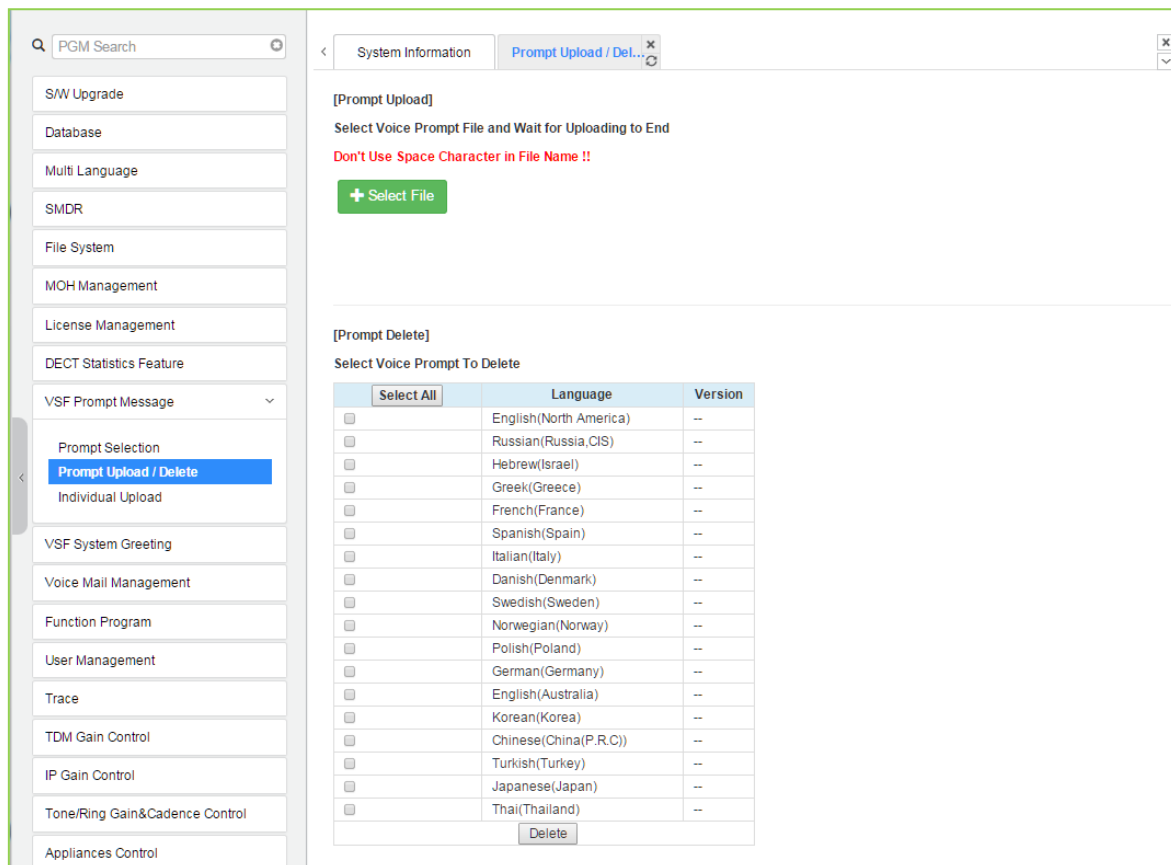 PGM Search
S/W Upgrade
Database
Multi Language
SMDR
File System
MOH Management
License Management
DECT Statistics Feature
VSF Prompt Message
Prompt Selection
Prompt Upload / Delete
Individual Upload
VSF System Greeting
Voice Mail Management
Function Program
User Management
Trace
TDM Gain Control
IP Gain Control
Tone/Ring Gain&Cadence Control
Appliances Control
System Information
Prompt Upload / Del...
[Prompt Upload]
Select Voice Prompt File and Wait for Uploading to End
Don't Use Space Character in File Name !!
Select File
[Prompt Delete]
Select Voice Prompt To Delete
Select All Language Version
English(North America) --
Russian(Russia,CIS) --
Hebrew(Israel) --
Greek(Greece) --
French(France) --
Spanish(Spain) --
Italian(Italy) --
Danish(Denmark) --
Swedish(Sweden) --
Norwegian(Norway) --
Polish(Poland) --
German(Germany) --
English(Australia) --
Korean(Korea) --
Chinese(China(P.R.C)) --
Turkish(Turkey) --
Japanese(Japan) --
Thai(Thailand) --
Delete